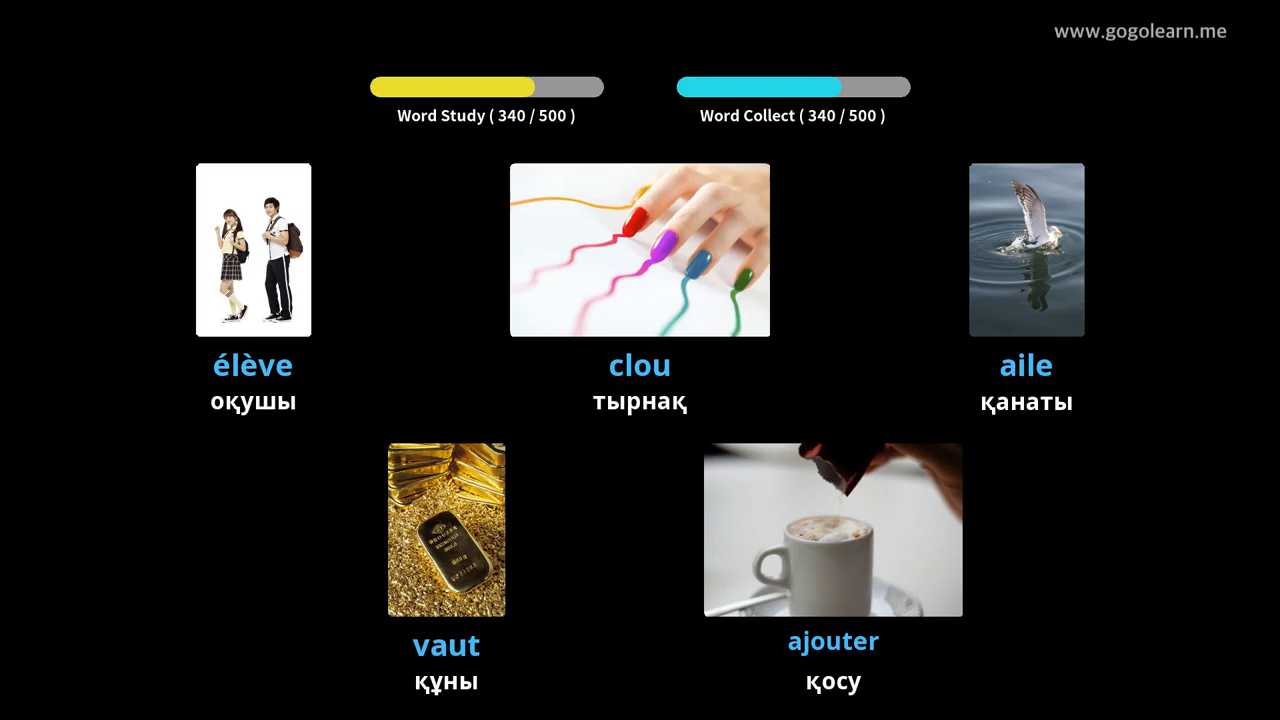 www.gogolearn.me
Word Study ( 340 / 500 )
Word Collect ( 340 / 500 )
élève
оқушы
clou
тырнақ
aile
қанаты
vaut
құны
ajouter
қосу